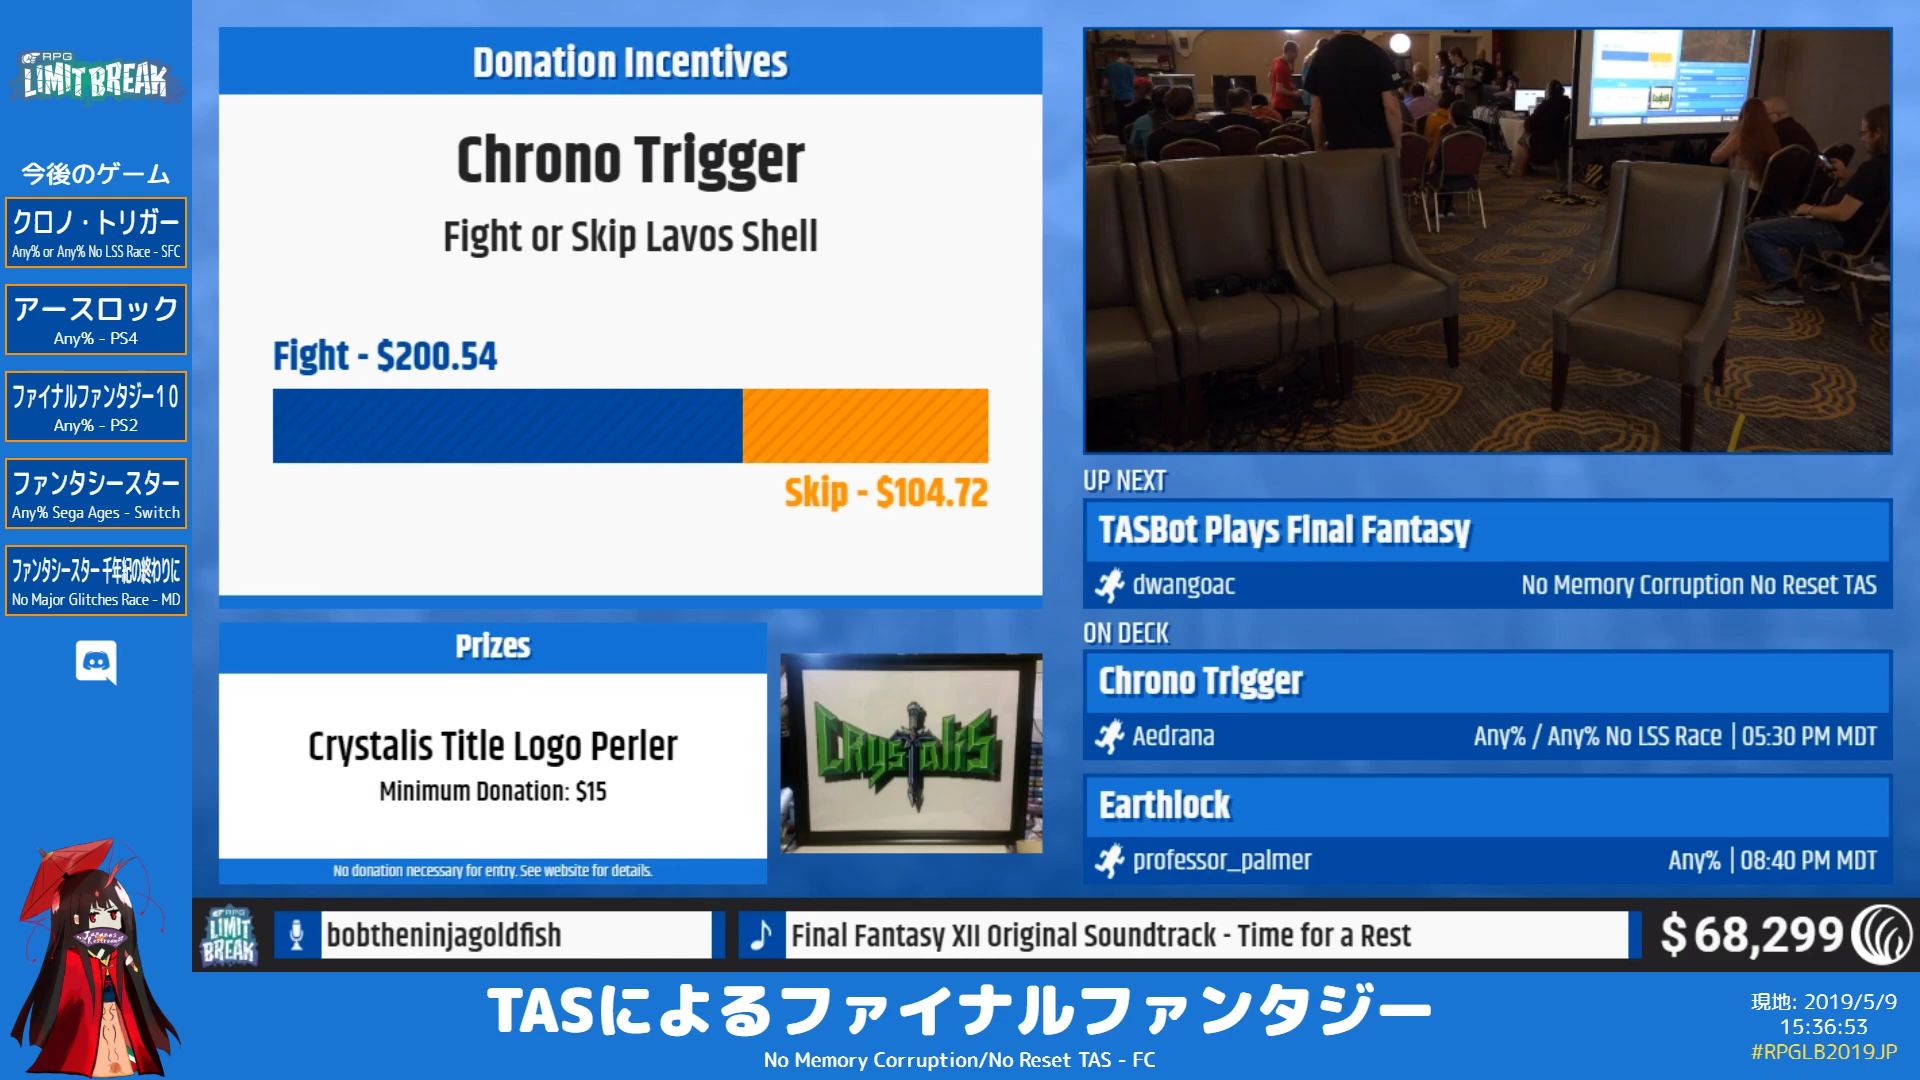 RPG
LIMIT BREAK
今後のゲーム
クロノ・トリガー
Any% or Any% No LSS Race - SFC
アースロック
Any% - PS4
ファイナルファンタジー10
Any% - PS2
ファンタシースター
Any% Sega Ages - Switch
ファンタシースター 千年紀の終わりに
No Major Glitches Race - MD
Donation Incentives
Chrono Trigger
Fight or Skip Lavos Shell
Fight - $200.54
Skip - $104.72
Prizes
Crystalis Title Logo Perler
Minimum Donation: $15
No donation necessary for entry. See website for details.
CRYSTALIS
UP NEXT
TASBot Plays Final Fantasy
dwangoac
No Memory Corruption No Reset TAS
ON DECK
Chrono Trigger
Aedrana
Any% / Any% No LSS Race | 05:30 PM MDT
Earthlock
professor_palmer
Any% | 08:40 PM MDT
RPG
LIMIT
BREAK
bobtheninjagoldfish
Final Fantasy XII Original Soundtrack - Time for a Rest
$68,299
Japanese
Restream
TASによるファイナルファンタジー
No Memory Corruption/No Reset TAS - FC
現地: 2019/5/9
15:36:53
#RPGLB2019JP